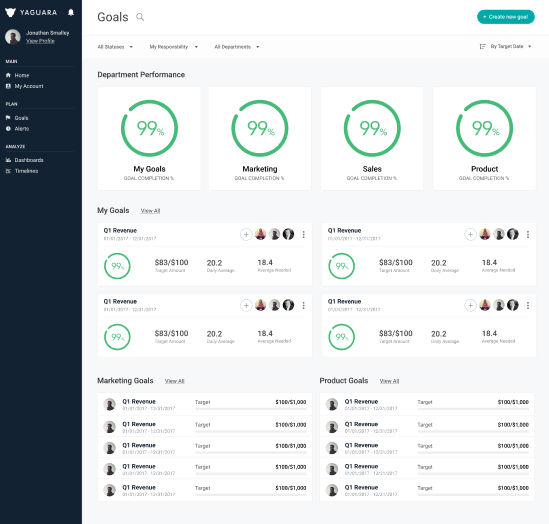 YAGUARA
Jonathan Smalley
View Profile
MAIN
Home
My Account
PLAN
Goals
Alerts
ANALYZE
Dashboards
Timelines
Goals
+ Create new goal
All Statuses
My Responsibility
All Departments
By Target Date
Department Performance
99%
99%
99%
99%
My Goals
Marketing
Sales
Product
GOAL COMPLETION %
GOAL COMPLETION %
GOAL COMPLETION %
GOAL COMPLETION %
My Goals View All
Q1 Revenue
01/01/2017 - 12/31/2017
99%
$83/$100
Target Amount
20.2
Daily Average
18.4
Average Needed
Q1 Revenue
01/01/2017 - 12/31/2017
99%
$83/$100
Target Amount
20.2
Daily Average
18.4
Average Needed
Q1 Revenue
01/01/2017 - 12/31/2017
99%
$83/$100
Target Amount
20.2
Daily Average
18.4
Average Needed
Q1 Revenue
01/01/2017 - 12/31/2017
99%
$83/$100
Target Amount
20.2
Daily Average
18.4
Average Needed
Marketing Goals View All
Q1 Revenue Target $100/$1,000
01/01/2017 - 12/31/2017
Q1 Revenue Target $100/$1,000
01/01/2017 - 12/31/2017
Q1 Revenue Target $100/$1,000
01/01/2017 - 12/31/2017
Q1 Revenue Target $100/$1,000
01/01/2017 - 12/31/2017
Q1 Revenue Target $100/$1,000
01/01/2017 - 12/31/2017
Product Goals View All
Q1 Revenue Target $100/$1,000
01/01/2017 - 12/31/2017
Q1 Revenue Target $100/$1,000
01/01/2017 - 12/31/2017
Q1 Revenue Target $100/$1,000
01/01/2017 - 12/31/2017
Q1 Revenue Target $100/$1,000
01/01/2017 - 12/31/2017
Q1 Revenue Target $100/$1,000
01/01/2017 - 12/31/2017